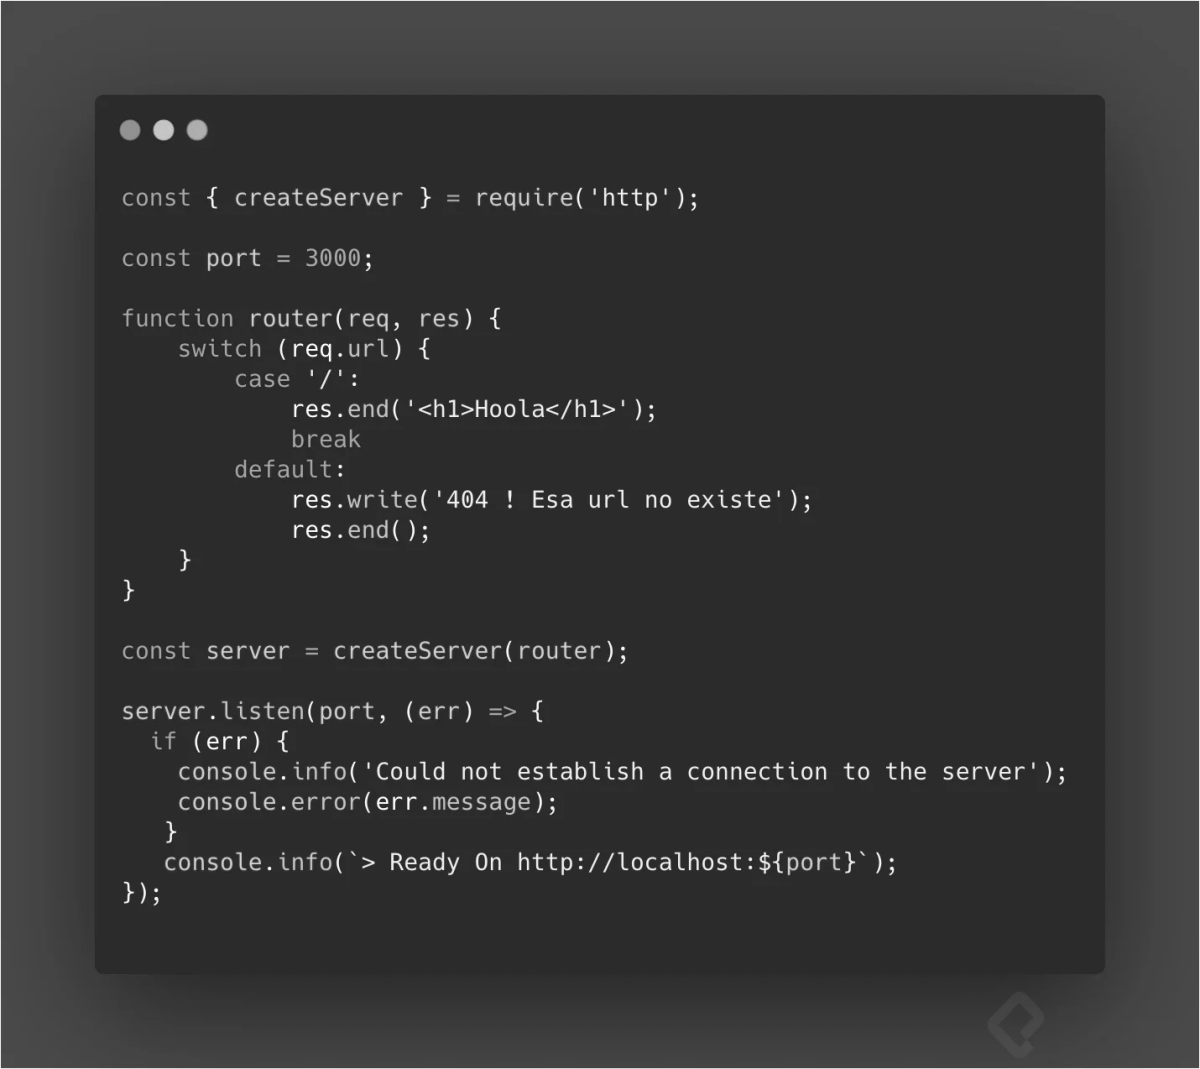 const { createServer } = require('http');
const port = 3000;
function router(req, res) {
switch (req.url) {
case '/':
res.end('<h1>Hoola</h1>');
break
default:
res.write('404 ! Esa url no existe');
res.end();
}
}
const server = createServer(router);
server.listen(port, (err) => {
if (err) {
console.info('Could not establish a connection to the server');
console.error(err.message);
}
console.info(`> Ready On http://localhost:${port}`);
});